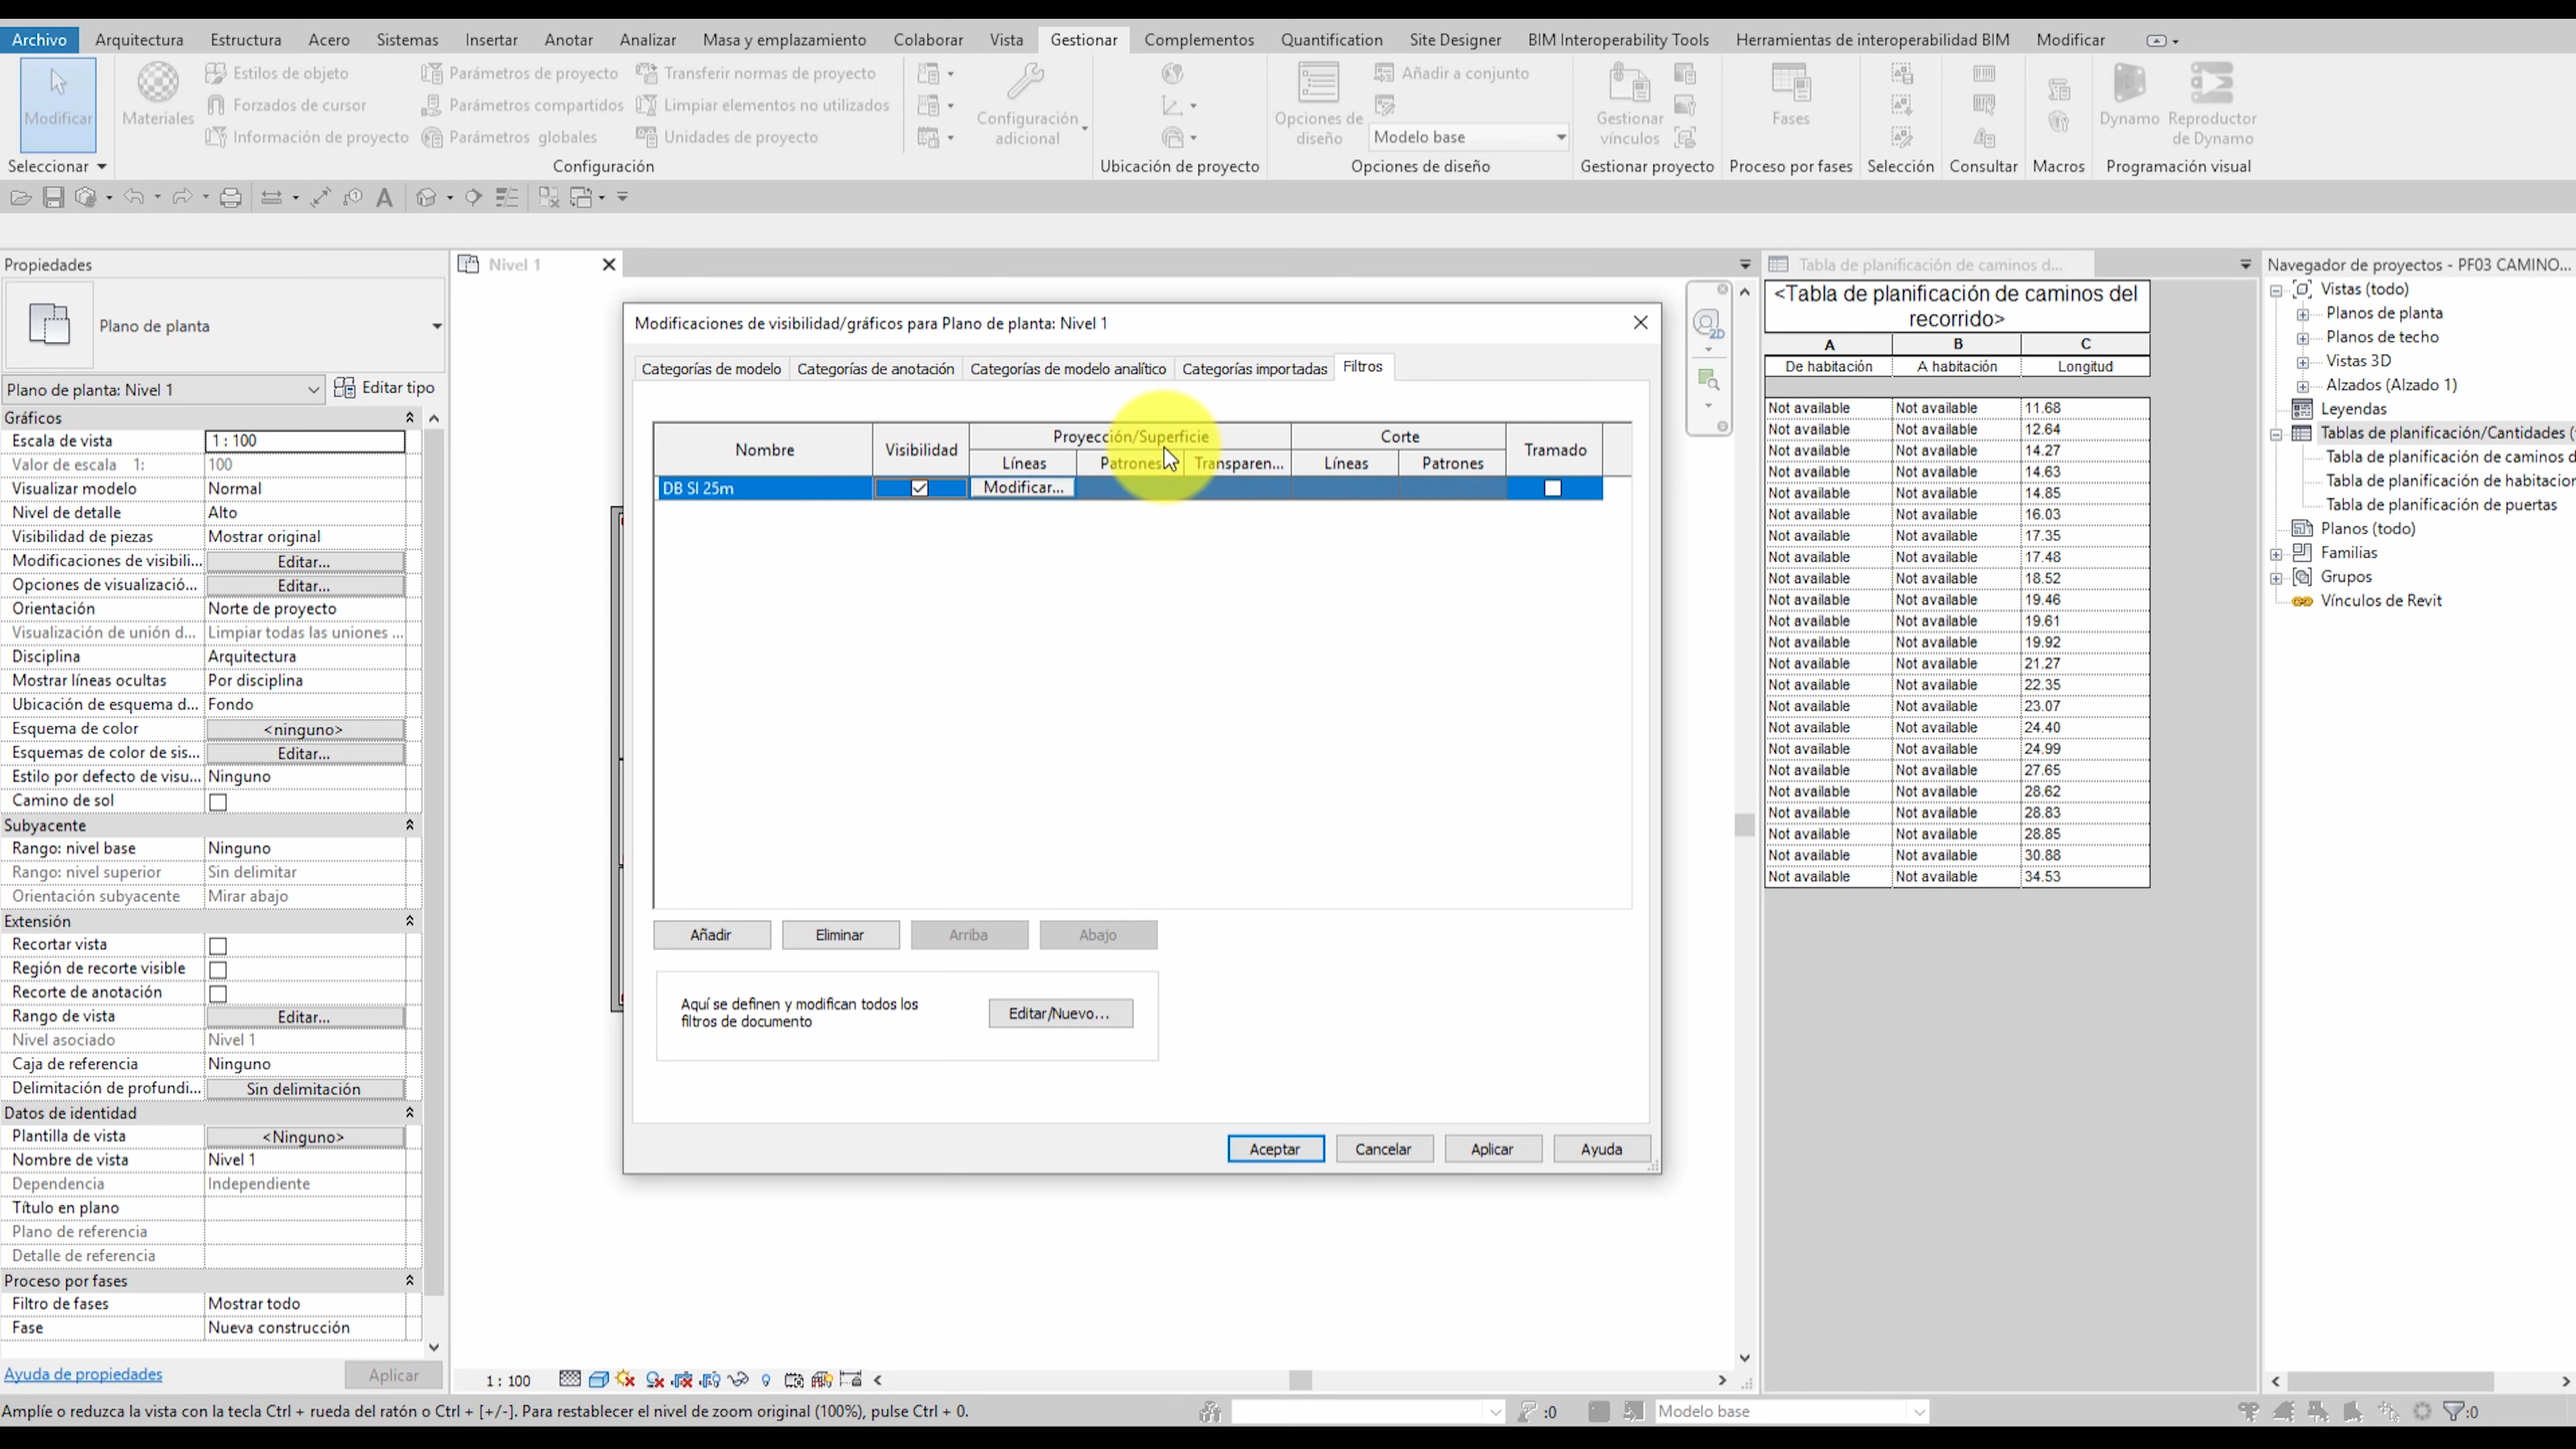 Archivo Arquitectura Estructura Acero Sistemas Insertar Anotar Analizar Masa y emplazamiento Colaborar Vista Gestionar Complementos Quantification Site Designer BIM Interoperability Tools Herramientas de interoperabilidad BIM Modificar
Modificar
Materiales
Estilos de objeto
Forzados de cursor
Información de proyecto
Parámetros de proyecto
Parámetros compartidos
Parámetros globales
Transferir normas de proyecto
Limpiar elementos no utilizados
Unidades de proyecto
Configuración
adicional
Opciones de
diseño
Añadir a conjunto
Modelo base
Gestionar
vínculos
Fases
Dynamo
Reproductor
de Dynamo
Seleccionar Configuración Ubicación de proyecto Opciones de diseño Gestionar proyecto Proceso por fases Selección Consultar Macros Programación visual
Propiedades
Plano de planta
Plano de planta: Nivel 1 Editar tipo
Gráficos
Escala de vista 1 : 100
Valor de escala 1: 100
Visualizar modelo Normal
Nivel de detalle Alto
Visibilidad de piezas Mostrar original
Modificaciones de visibili... Editar...
Opciones de visualizació... Editar...
Orientación Norte de proyecto
Visualización de unión d... Limpiar todas las uniones ...
Disciplina Arquitectura
Mostrar líneas ocultas Por disciplina
Ubicación de esquema d... Fondo
Esquema de color <ninguno>
Esquemas de color de sis... Editar...
Estilo por defecto de visu... Ninguno
Camino de sol
Subyacente
Rango: nivel base Ninguno
Rango: nivel superior Sin delimitar
Orientación subyacente Mirar abajo
Extensión
Recortar vista
Región de recorte visible
Recorte de anotación
Rango de vista Editar...
Nivel asociado Nivel 1
Caja de referencia Ninguno
Delimitación de profundi... Sin delimitación
Datos de identidad
Plantilla de vista <Ninguno>
Nombre de vista Nivel 1
Dependencia Independiente
Título en plano
Plano de referencia
Detalle de referencia
Proceso por fases
Filtro de fases Mostrar todo
Fase Nueva construcción
Ayuda de propiedades Aplicar
Nivel 1
Modificaciones de visibilidad/gráficos para Plano de planta: Nivel 1
Categorías de modelo Categorías de anotación Categorías de modelo analítico Categorías importadas Filtros
Nombre Visibilidad Proyección/Superficie Corte Tramado
Líneas Patrones Transparen... Líneas Patrones
DB SI 25m Modificar...
Añadir Eliminar Arriba Abajo
Aquí se definen y modifican todos los
filtros de documento
Editar/Nuevo...
Aceptar Cancelar Aplicar Ayuda
2D
1 : 100
Tabla de planificación de caminos d...
<Tabla de planificación de caminos del
recorrido>
A B C
De habitación A habitación Longitud
Not available Not available 11.68
Not available Not available 12.64
Not available Not available 14.27
Not available Not available 14.63
Not available Not available 14.85
Not available Not available 16.03
Not available Not available 17.35
Not available Not available 17.48
Not available Not available 18.52
Not available Not available 19.46
Not available Not available 19.61
Not available Not available 19.92
Not available Not available 21.27
Not available Not available 22.35
Not available Not available 23.07
Not available Not available 24.40
Not available Not available 24.99
Not available Not available 27.65
Not available Not available 28.62
Not available Not available 28.83
Not available Not available 28.85
Not available Not available 30.88
Not available Not available 34.53
Navegador de proyectos - PF03 CAMINO...
Vistas (todo)
Planos de planta
Planos de techo
Vistas 3D
Alzados (Alzado 1)
Leyendas
Tablas de planificación/Cantidades (
Tabla de planificación de caminos d
Tabla de planificación de habitacion
Tabla de planificación de puertas
Planos (todo)
Familias
Grupos
Vínculos de Revit
Amplíe o reduzca la vista con la tecla Ctrl + rueda del ratón o Ctrl + [+/-]. Para restablecer el nivel de zoom original (100%), pulse Ctrl + 0. :0 Modelo base :0